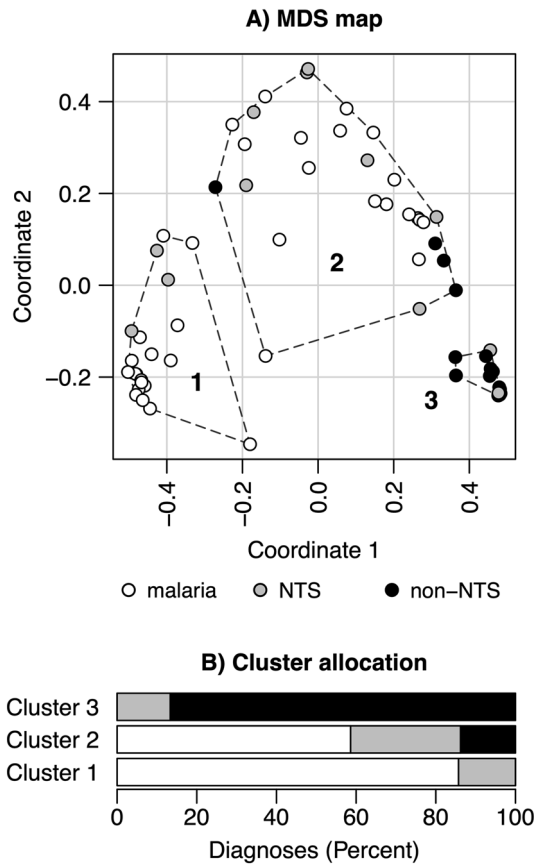 A) MDS map
Coordinate 2
0.4
0.2
0.0
−0.2
2
1
3
−0.4
−0.2
0.0
0.2
0.4
Coordinate 1
malaria NTS non−NTS
B) Cluster allocation
Cluster 3
Cluster 2
Cluster 1
0 20 40 60 80 100
Diagnoses (Percent)